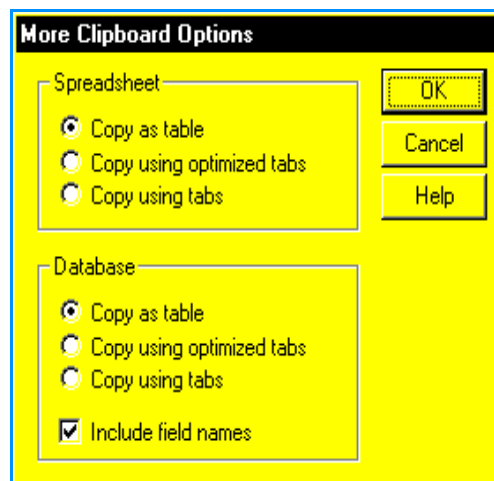 More Clipboard Options
Spreadsheet
Copy as table
Copy using optimized tabs
Copy using tabs
OK
Cancel
Help
Database
Copy as table
Copy using optimized tabs
Copy using tabs
Include field names